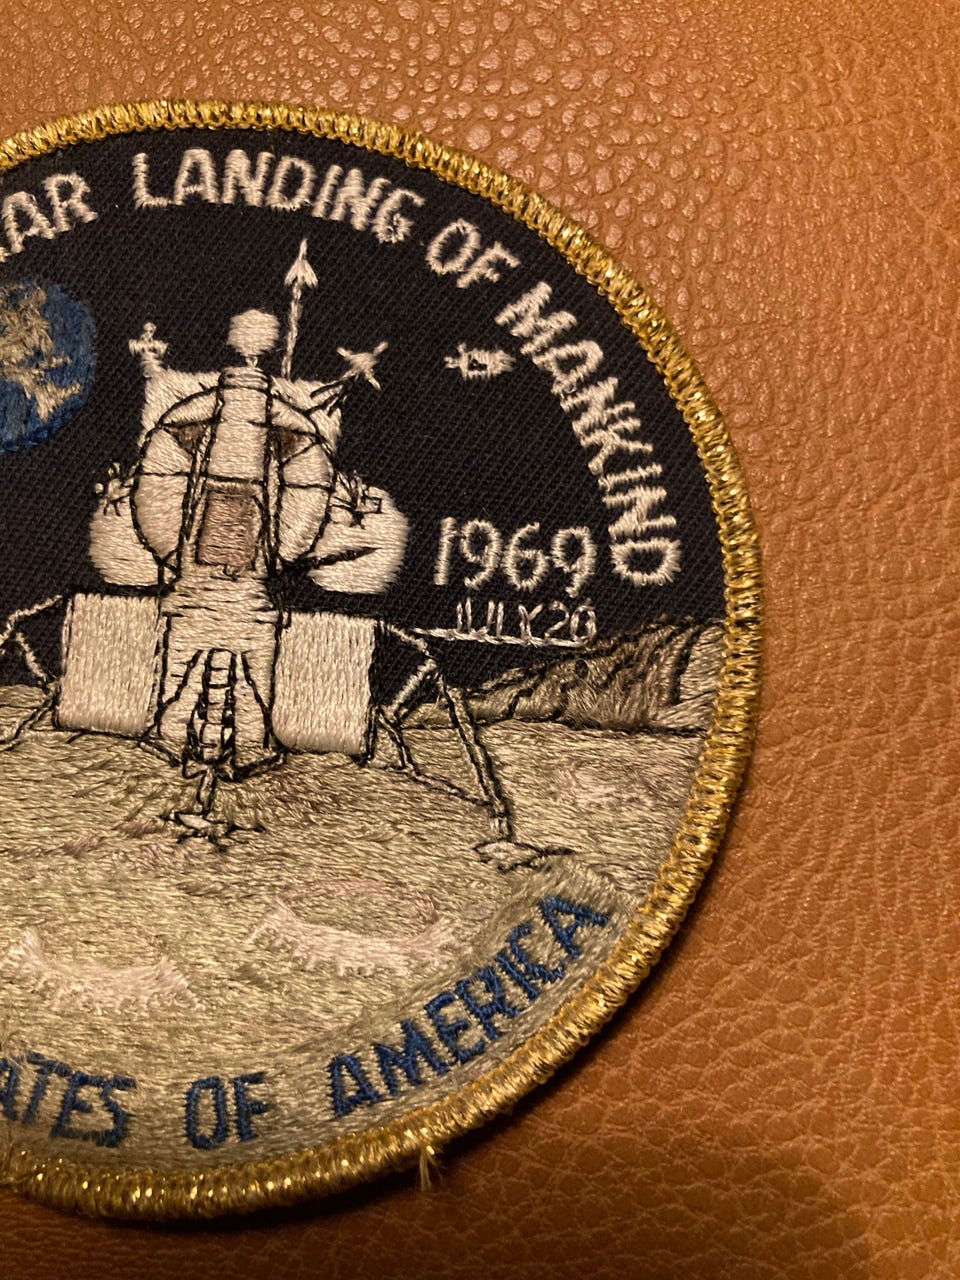 AR LANDING OF MANKIND
1969
JULY 20
ATES OF AMERICA